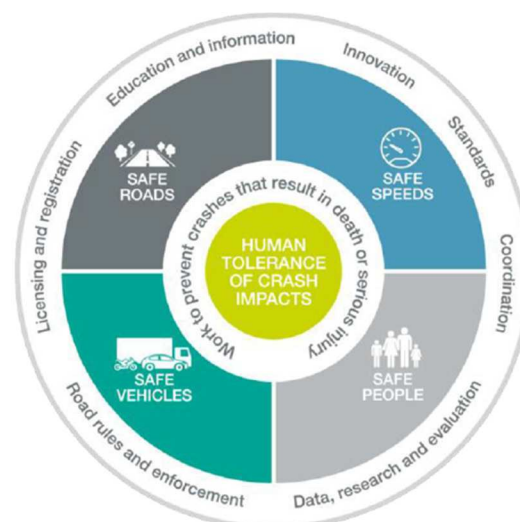 Education and information
Innovation
Standards
Coordination
Data, research and evaluation
Road rules and enforcement
Licensing and registration
SAFE
ROADS
SAFE
SPEEDS
SAFE
VEHICLES
SAFE
PEOPLE
Work to prevent crashes that result in death or serious injury
HUMAN
TOLERANCE
OF CRASH
IMPACTS